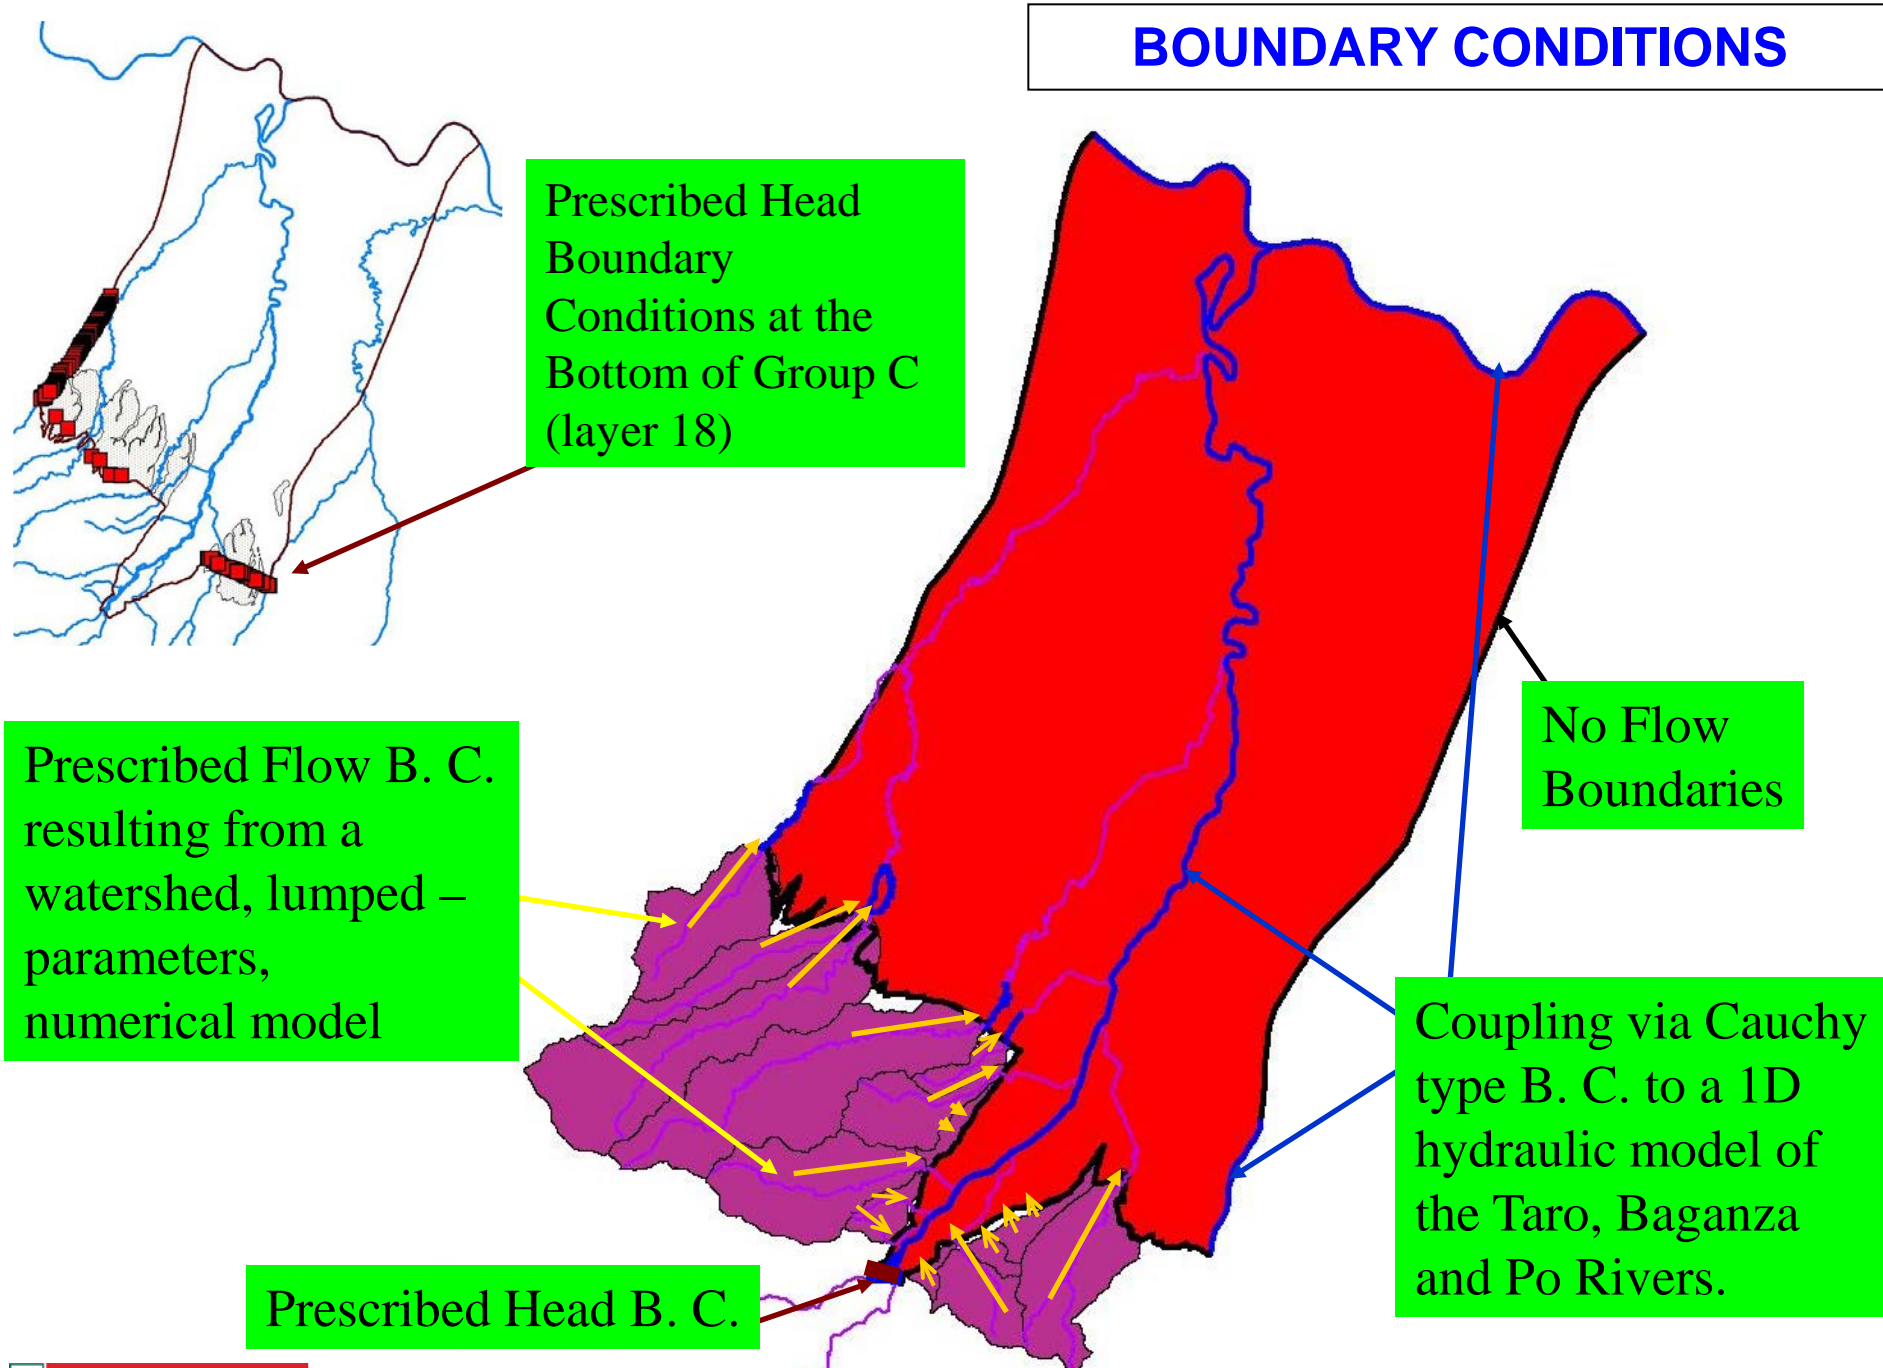 BOUNDARY CONDITIONS
Prescribed Head
Boundary
Conditions at the
Bottom of Group C
(layer 18)
No Flow
Boundaries
Prescribed Flow B. C.
resulting from a
watershed, lumped –
parameters,
numerical model
Coupling via Cauchy
type B. C. to a 1D
hydraulic model of
the Taro, Baganza
and Po Rivers.
Prescribed Head B. C.